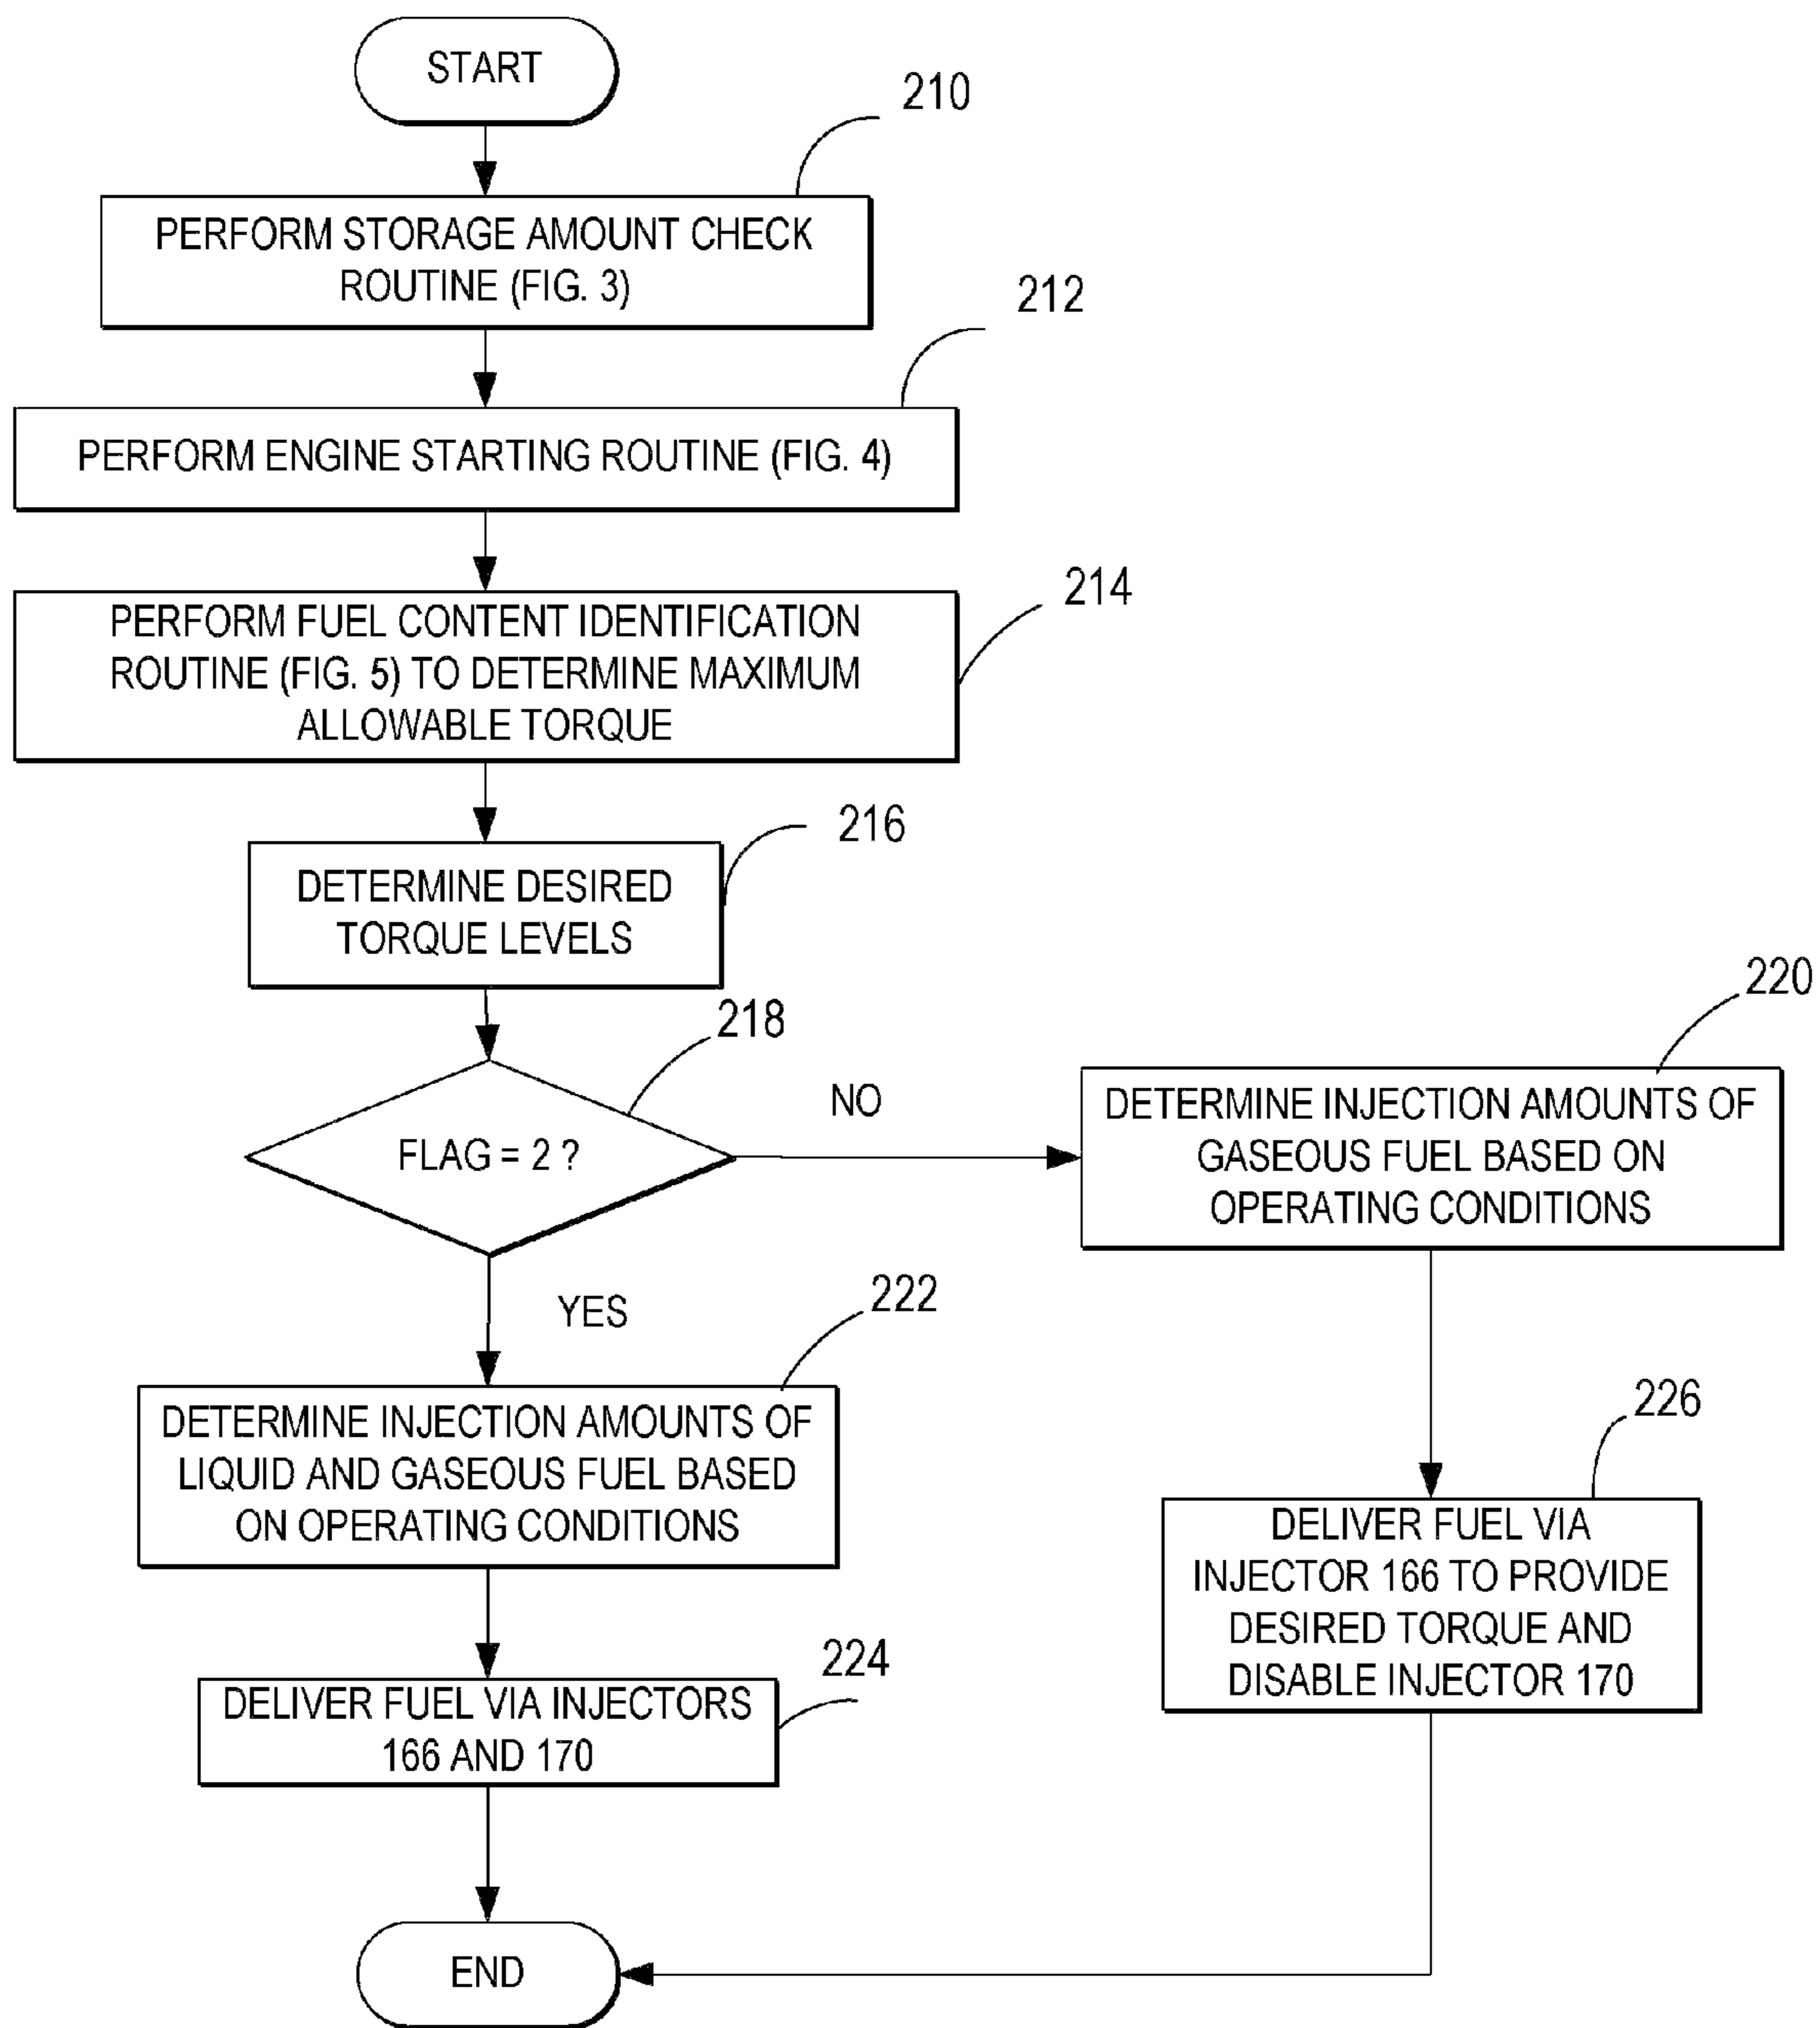 START
210
PERFORM STORAGE AMOUNT CHECK
ROUTINE (FIG. 3)
212
PERFORM ENGINE STARTING ROUTINE (FIG. 4)
214
PERFORM FUEL CONTENT IDENTIFICATION
ROUTINE (FIG. 5) TO DETERMINE MAXIMUM
ALLOWABLE TORQUE
216
DETERMINE DESIRED
TORQUE LEVELS
218
FLAG = 2 ?
NO
220
DETERMINE INJECTION AMOUNTS OF
GASEOUS FUEL BASED ON
OPERATING CONDITIONS
YES
222
DETERMINE INJECTION AMOUNTS OF
LIQUID AND GASEOUS FUEL BASED
ON OPERATING CONDITIONS
226
DELIVER FUEL VIA
INJECTOR 166 TO PROVIDE
DESIRED TORQUE AND
DISABLE INJECTOR 170
224
DELIVER FUEL VIA INJECTORS
166 AND 170
END